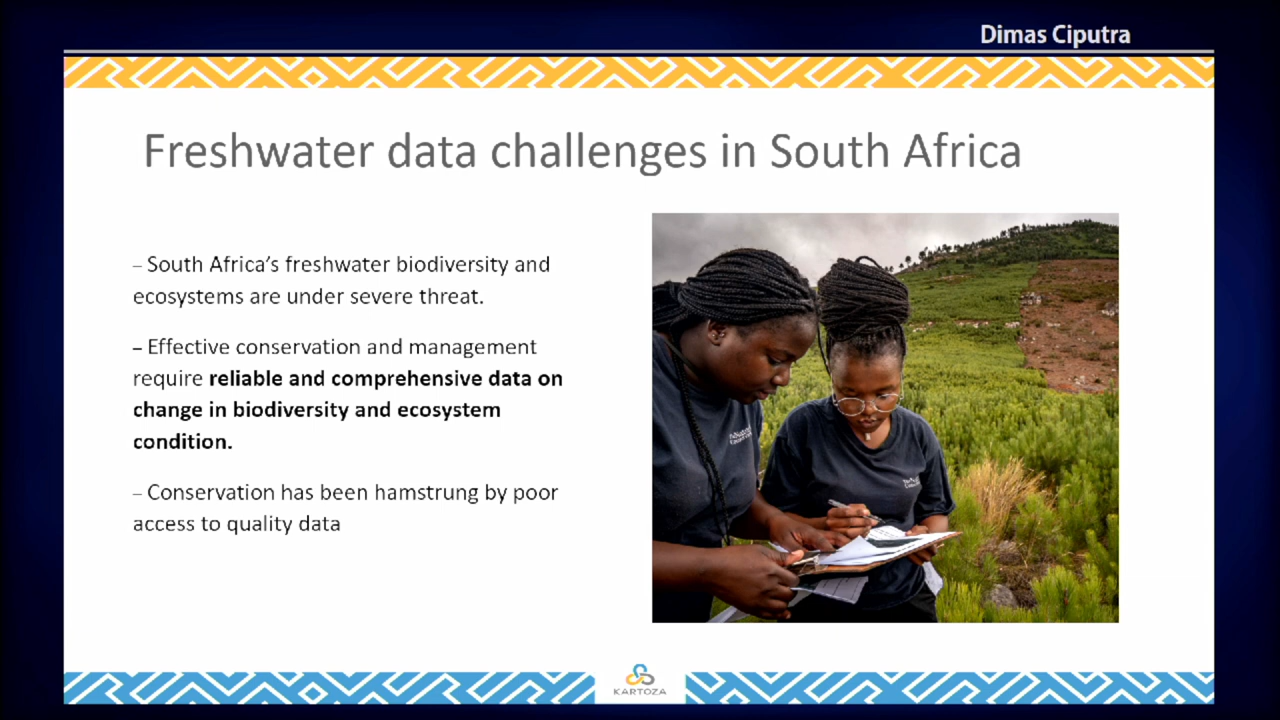 Dimas Ciputra
Freshwater data challenges in South Africa
– South Africa’s freshwater biodiversity and
ecosystems are under severe threat.
– Effective conservation and management
require reliable and comprehensive data on
change in biodiversity and ecosystem
condition.
– Conservation has been hamstrung by poor
access to quality data
KARTOZA